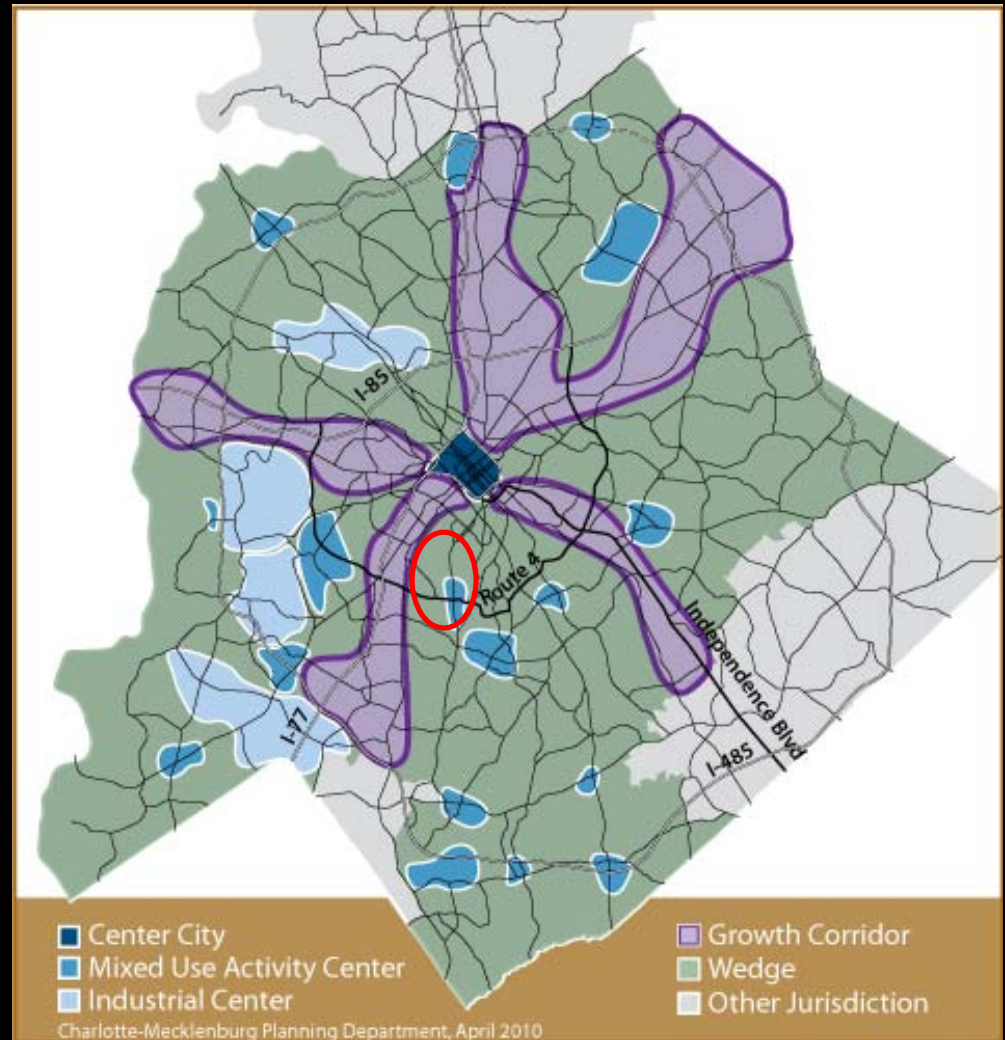 I-85
Route 4
Independence Blvd
I-77
I-485
Center City
Mixed Use Activity Center
Industrial Center
Growth Corridor
Wedge
Other Jurisdiction
Charlotte-Mecklenburg Planning Department, April 2010